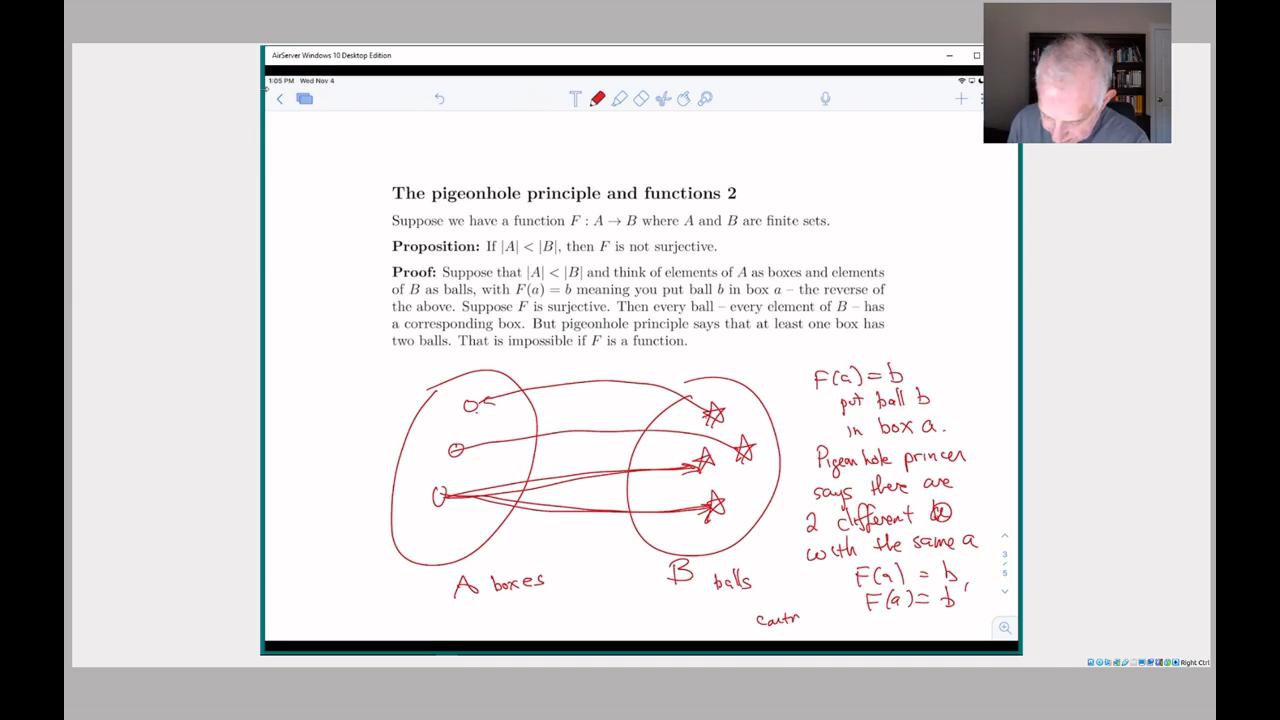 AirServer Windows 10 Desktop Edition
1:05 PM Wed Nov 4
The pigeonhole principle and functions 2
Suppose we have a function F : A → B where A and B are finite sets.
Proposition: If |A| < |B|, then F is not surjective.
Proof: Suppose that |A| < |B| and think of elements of A as boxes and elements
of B as balls, with F(a) = b meaning you put ball b in box a – the reverse of
the above. Suppose F is surjective. Then every ball – every element of B – has
a corresponding box. But pigeonhole principle says that at least one box has
two balls. That is impossible if F is a function.
F(a) = b
put ball b
in box a.
Pigeonhole princer
says there are
2 different
with the same a
F(a) = b
F(a) = b'
A boxes
B balls
contr
3
5
Right Ctrl